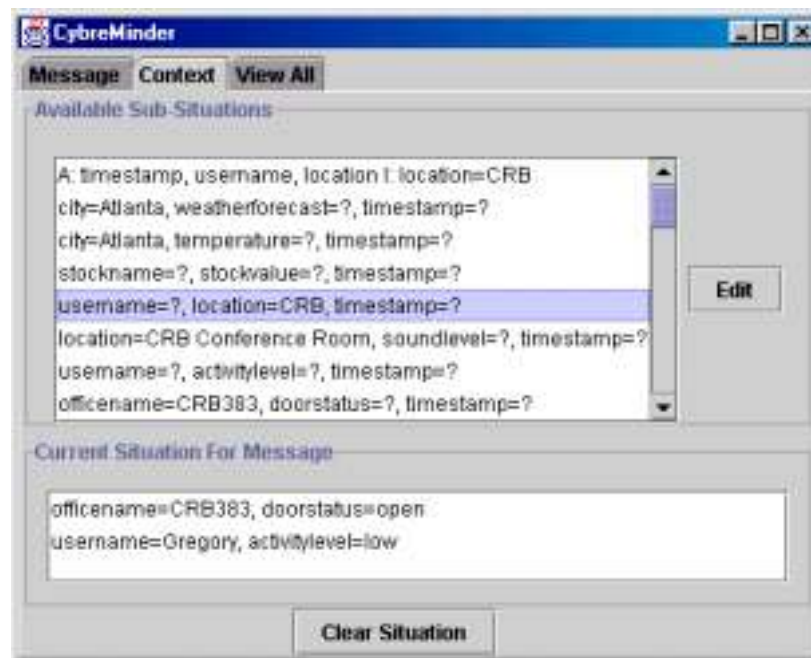 CybreMinder
Message Context View All
Available Sub-Situations
A: timestamp, username, location I: location=CRB
city=Atlanta, weatherforecast=?, timestamp=?
city=Atlanta, temperature=?, timestamp=?
stockname=?, stockvalue=?, timestamp=?
username=?, location=CRB, timestamp=?
Edit
location=CRB Conference Room, soundlevel=?, timestamp=?
username=?, activitylevel=?, timestamp=?
officename=CRB383, doorstatus=?, timestamp=?
Current Situation For Message
officename=CRB383, doorstatus=open
username=Gregory, activitylevel=low
Clear Situation